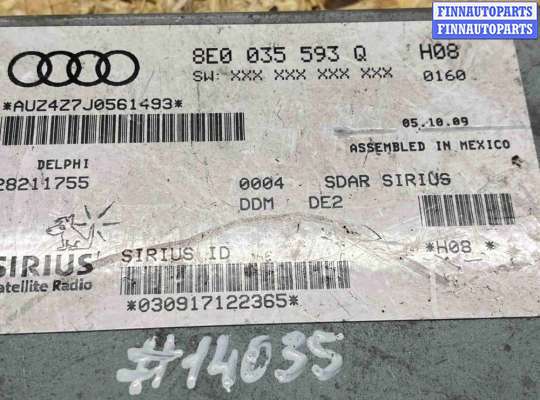 FINNAUTOPARTS
FINNAUTOPARTS
8E0 035 593 Q H08
SW: XXX XXX XXX XXX 0160
*AUZ4Z7J0561493*
05.10.09
ASSEMBLED IN MEXICO
DELPHI
28211755
0004 SDAR SIRIUS
DDM DE2
SIRIUS
Satellite Radio
SIRIUS ID
*H08 *
*030917122365*
#14035